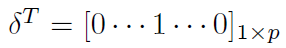 δ^T = [0 ⋯ 1 ⋯ 0]_{1×p}